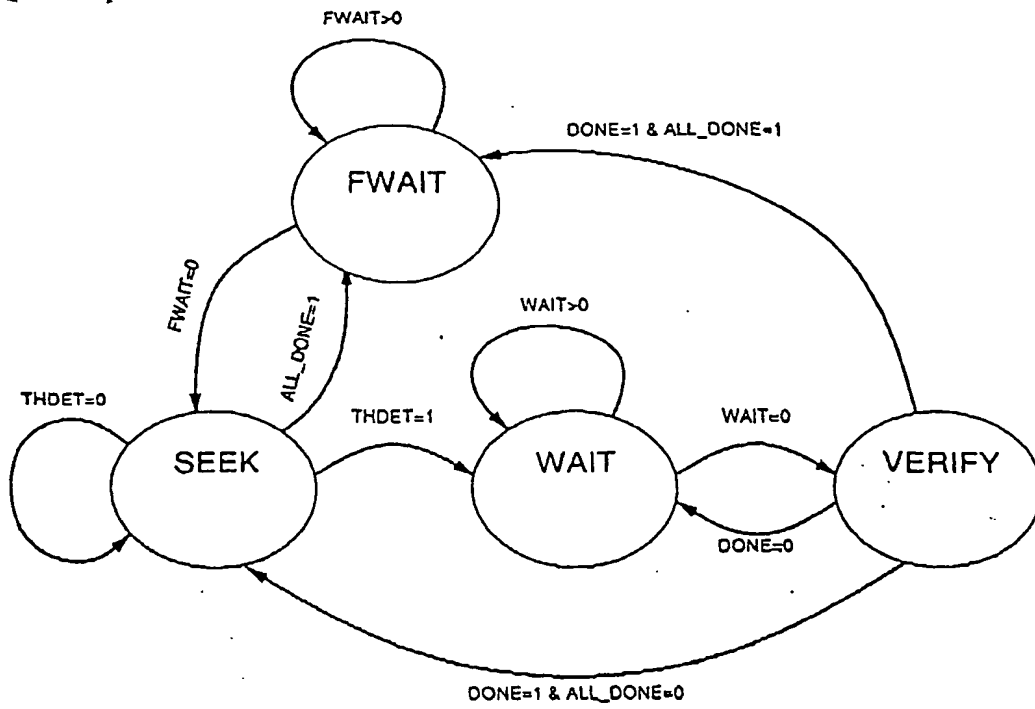 FWAIT>0
DONE=1 & ALL_DONE=1
FWAIT
FWAIT=0
ALL_DONE=1
WAIT>0
THDET=0
THDET=1
WAIT=0
SEEK
WAIT
VERIFY
DONE=0
DONE=1 & ALL_DONE=0